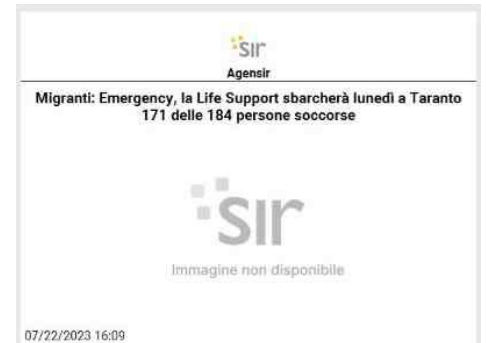 SIr
Agensir
Migranti: Emergency, la Life Support sbarcherà lunedì a Taranto
171 delle 184 persone soccorse
SIr
Immagine non disponibile
07/22/2023 16:09